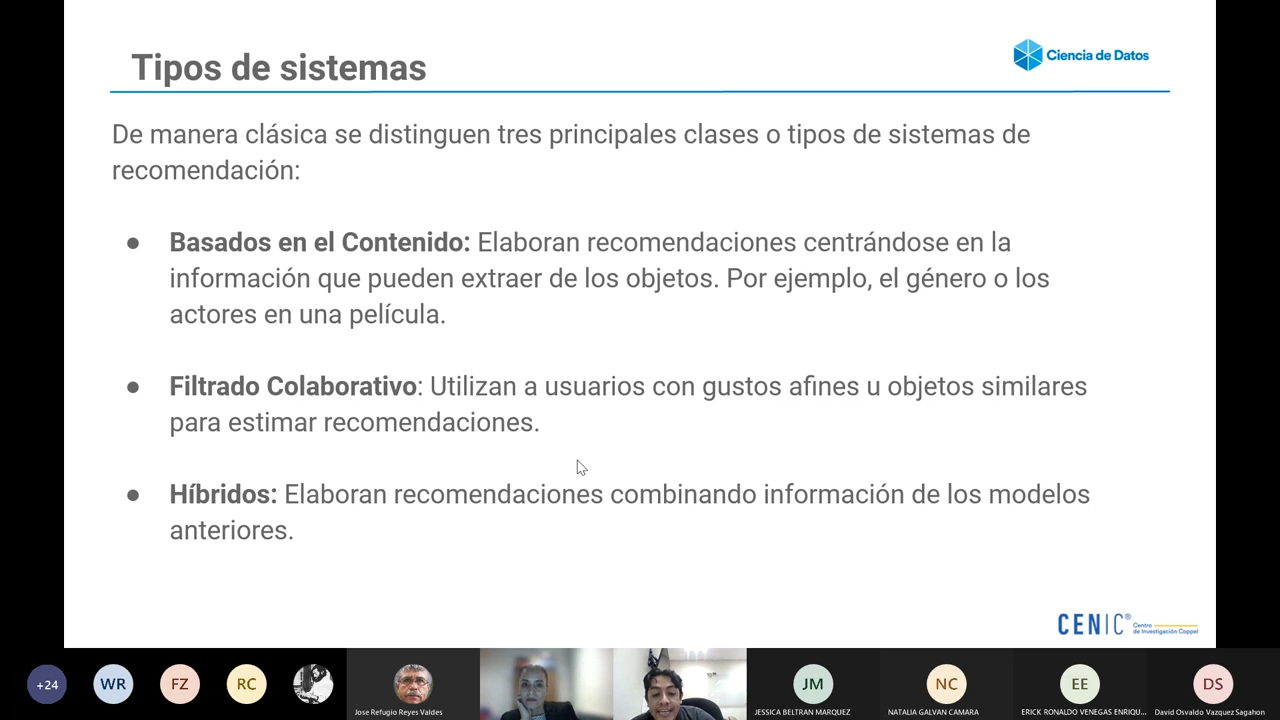 Tipos de sistemas
Ciencia de Datos
De manera clásica se distinguen tres principales clases o tipos de sistemas de
recomendación:
● Basados en el Contenido: Elaboran recomendaciones centrándose en la
información que pueden extraer de los objetos. Por ejemplo, el género o los
actores en una película.
● Filtrado Colaborativo: Utilizan a usuarios con gustos afines u objetos similares
para estimar recomendaciones.
● Híbridos: Elaboran recomendaciones combinando información de los modelos
anteriores.
CENIC® Centro
de Investigación Coppel
+24 WR FZ RC JM NC EE DS
Jose Refugio Reyes Valdes
JESSICA BELTRAN MARQUEZ
NATALIA GALVAN CAMARA
ERICK RONALDO VENEGAS ENRIQU...
David Osvaldo Vazquez Sagahon